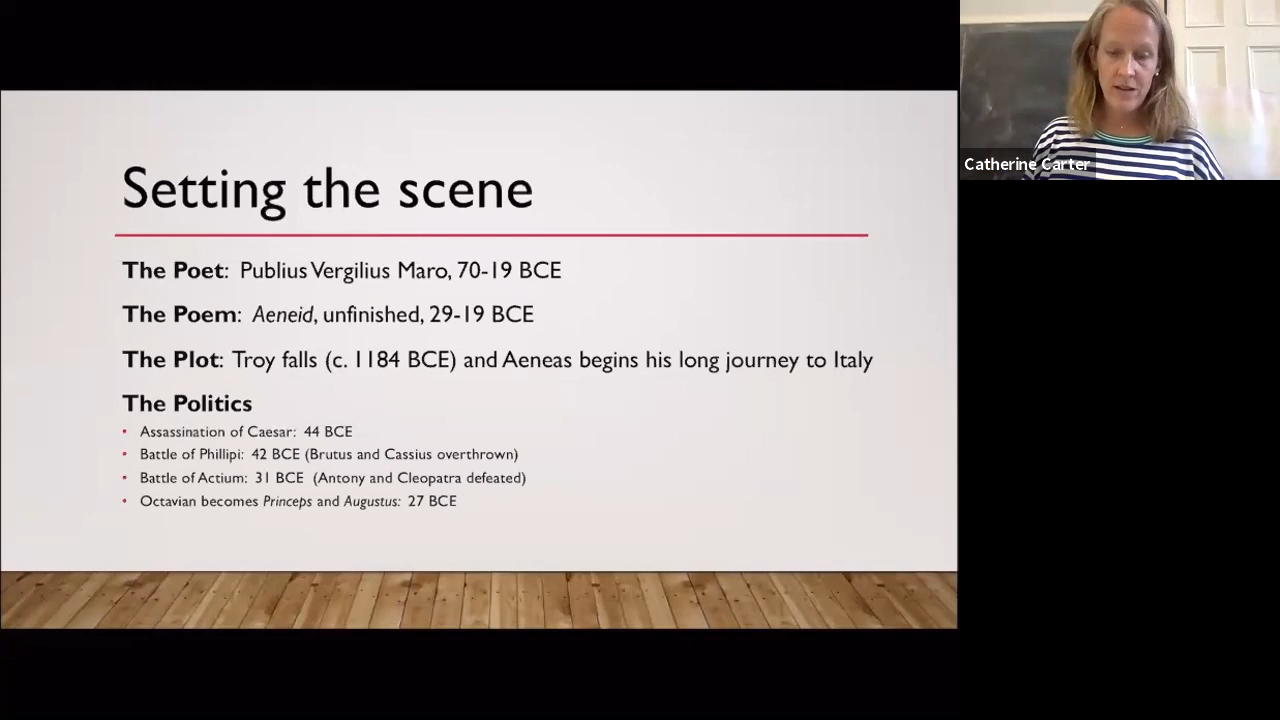 Setting the scene
The Poet: Publius Vergilius Maro, 70-19 BCE
The Poem: Aeneid, unfinished, 29-19 BCE
The Plot: Troy falls (c. 1184 BCE) and Aeneas begins his long journey to Italy
The Politics
• Assassination of Caesar: 44 BCE
• Battle of Phillipi: 42 BCE (Brutus and Cassius overthrown)
• Battle of Actium: 31 BCE (Antony and Cleopatra defeated)
• Octavian becomes Princeps and Augustus: 27 BCE
Catherine Carter